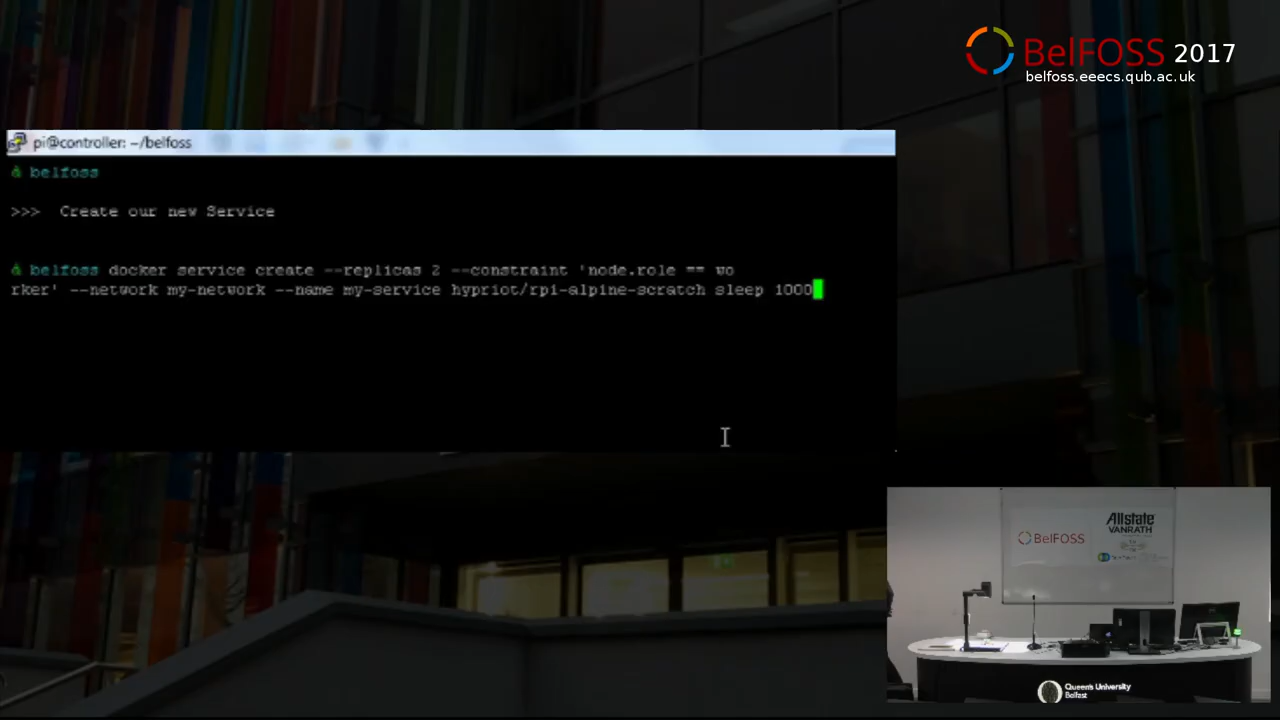 BelFOSS 2017
belfoss.eeecs.qub.ac.uk
pi@controller: ~/belfoss
belfoss
>>> Create our new Service
belfoss docker service create --replicas 2 --constraint 'node.role == wo
rker' --network my-network --name my-service hypriot/rpi-alpine-scratch sleep 1000
BelFOSS
Allstate
VANRATH
Queen's University
Belfast